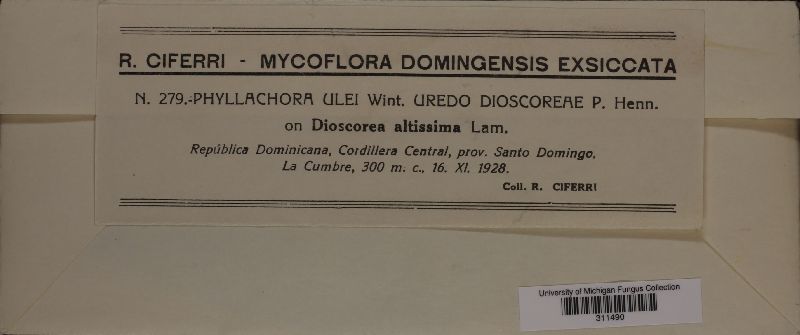 R. CIFERRI - MYCOFLORA DOMINGENSIS EXSICCATA
N. 279.-PHYLLACHORA ULEI Wint. UREDO DIOSCOREAE P. Henn.
on Dioscorea altissima Lam.
República Dominicana, Cordillera Central, prov. Santo Domingo,
La Cumbre, 300 m. c., 16. XI. 1928.
Coll. R. CIFERRI
University of Michigan Fungus Collection
311490